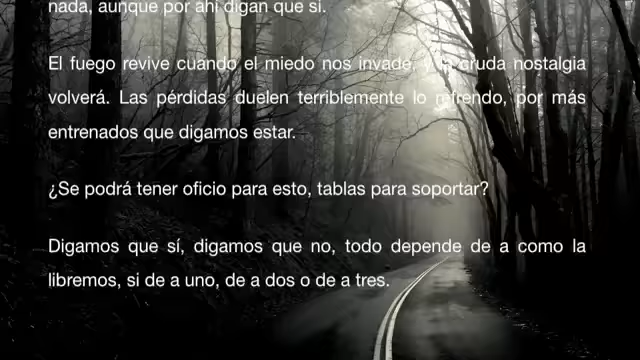 nada, aunque por ahí digan que si.
El fuego revive cuando el miedo nos invade, y la cruda nostalgia
volverá. Las pérdidas duelen terriblemente lo refrendo, por más
entrenados que digamos estar.
¿Se podrá tener oficio para esto, tablas para soportar?
Digamos que sí, digamos que no, todo depende de a como la
libremos, si de a uno, de a dos o de a tres.